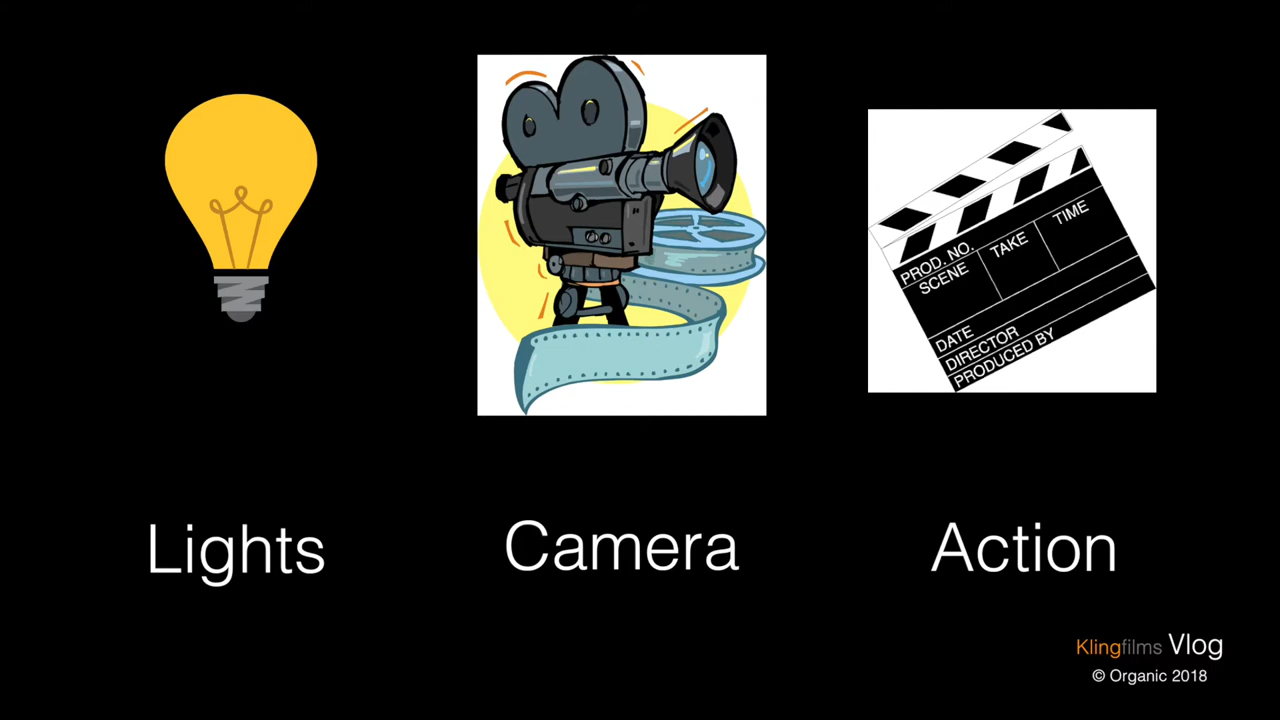 PROD. NO.
SCENE
TAKE
TIME
DATE
DIRECTOR
PRODUCED BY
Lights
Camera
Action
Klingfilms Vlog
© Organic 2018